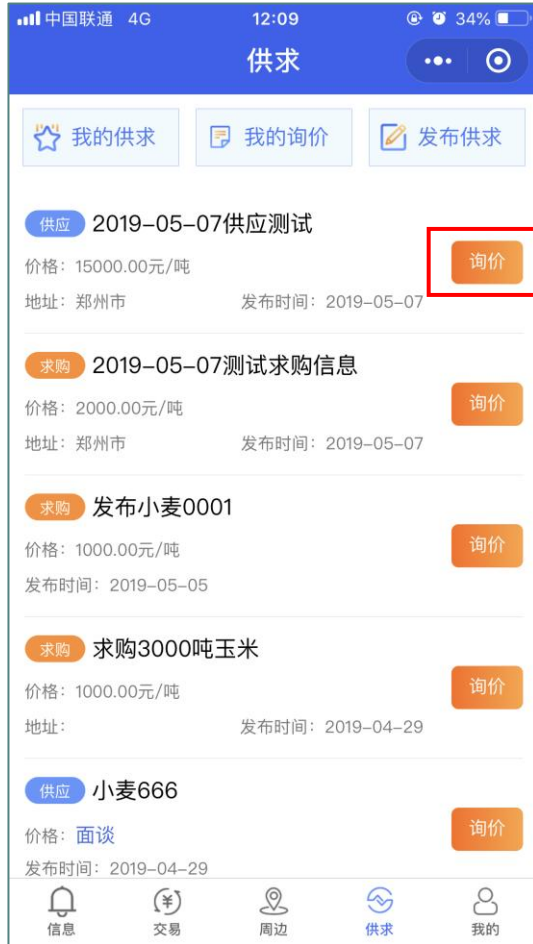 中国联通 4G 12:09 34%
供求
我的供求 我的询价 发布供求
供应 2019-05-07供应测试
价格：15000.00元/吨 询价
地址：郑州市 发布时间：2019-05-07
求购 2019-05-07测试求购信息
价格：2000.00元/吨 询价
地址：郑州市 发布时间：2019-05-07
求购 发布小麦0001
价格：1000.00元/吨 询价
发布时间：2019-05-05
求购 求购3000吨玉米
价格：1000.00元/吨 询价
地址： 发布时间：2019-04-29
供应 小麦666
价格：面谈 询价
发布时间：2019-04-29
信息 交易 周边 供求 我的